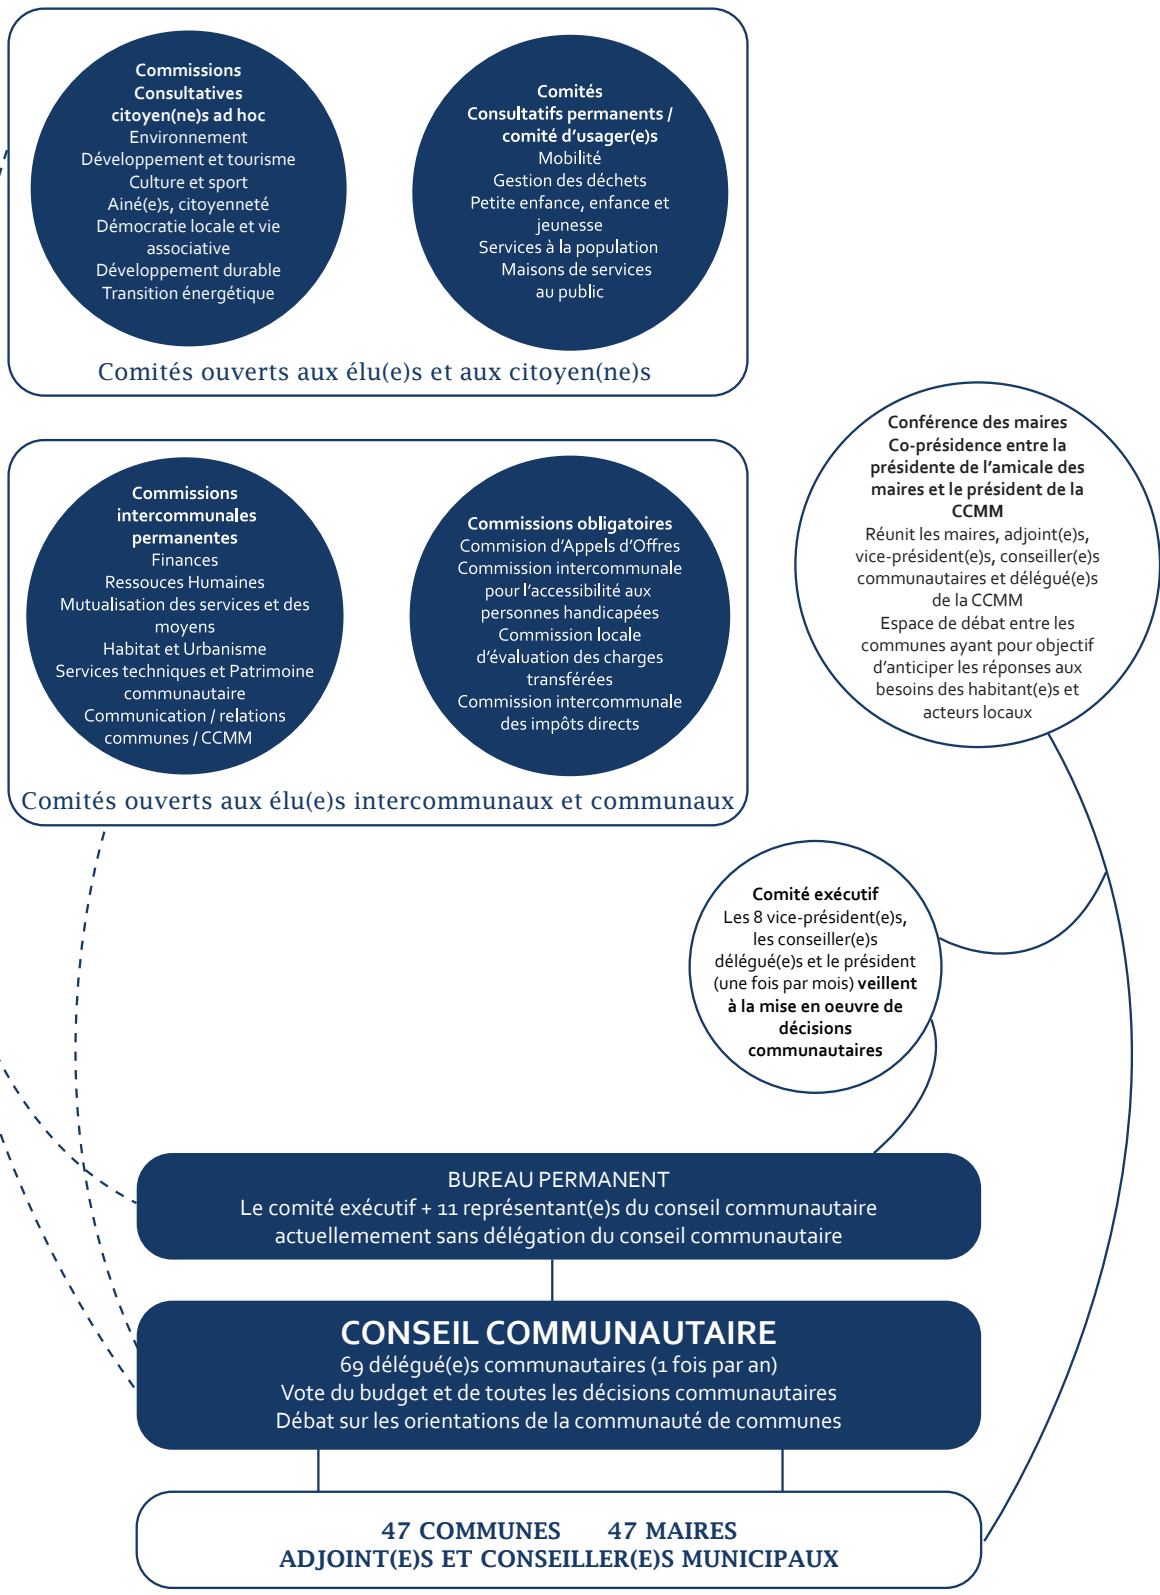 Commissions
Consultatives
citoyen(ne)s ad hoc
Environnement
Développement et tourisme
Culture et sport
Ainé(e)s, citoyenneté
Démocratie locale et vie
associative
Développement durable
Transition énergétique
Comités
Consultatifs permanents /
comité d'usager(e)s
Mobilité
Gestion des déchets
Petite enfance, enfance et
jeunesse
Services à la population
Maisons de services
au public
Comités ouverts aux élu(e)s et aux citoyen(ne)s
Commissions
intercommunales
permanentes
Finances
Ressouces Humaines
Mutualisation des services et des
moyens
Habitat et Urbanisme
Services techniques et Patrimoine
communautaire
Communication / relations
communes / CCMM
Commissions obligatoires
Commision d'Appels d'Offres
Commission intercommunale
pour l'accessibilité aux
personnes handicapées
Commission locale
d'évaluation des charges
transférées
Commission intercommunale
des impôts directs
Comités ouverts aux élu(e)s intercommunaux et communaux
Conférence des maires
Co-présidence entre la
présidente de l'amicale des
maires et le président de la
CCMM
Réunit les maires, adjoint(e)s,
vice-président(e)s, conseiller(e)s
communautaires et délégué(e)s
de la CCMM
Espace de débat entre les
communes ayant pour objectif
d'anticiper les réponses aux
besoins des habitant(e)s et
acteurs locaux
Comité exécutif
Les 8 vice-président(e)s,
les conseiller(e)s
délégué(e)s et le président
(une fois par mois) veillent
à la mise en oeuvre de
décisions
communautaires
BUREAU PERMANENT
Le comité exécutif + 11 représentant(e)s du conseil communautaire
actuellemement sans délégation du conseil communautaire
CONSEIL COMMUNAUTAIRE
69 délégué(e)s communautaires (1 fois par an)
Vote du budget et de toutes les décisions communautaires
Débat sur les orientations de la communauté de communes
47 COMMUNES 47 MAIRES
ADJOINT(E)S ET CONSEILLER(E)S MUNICIPAUX